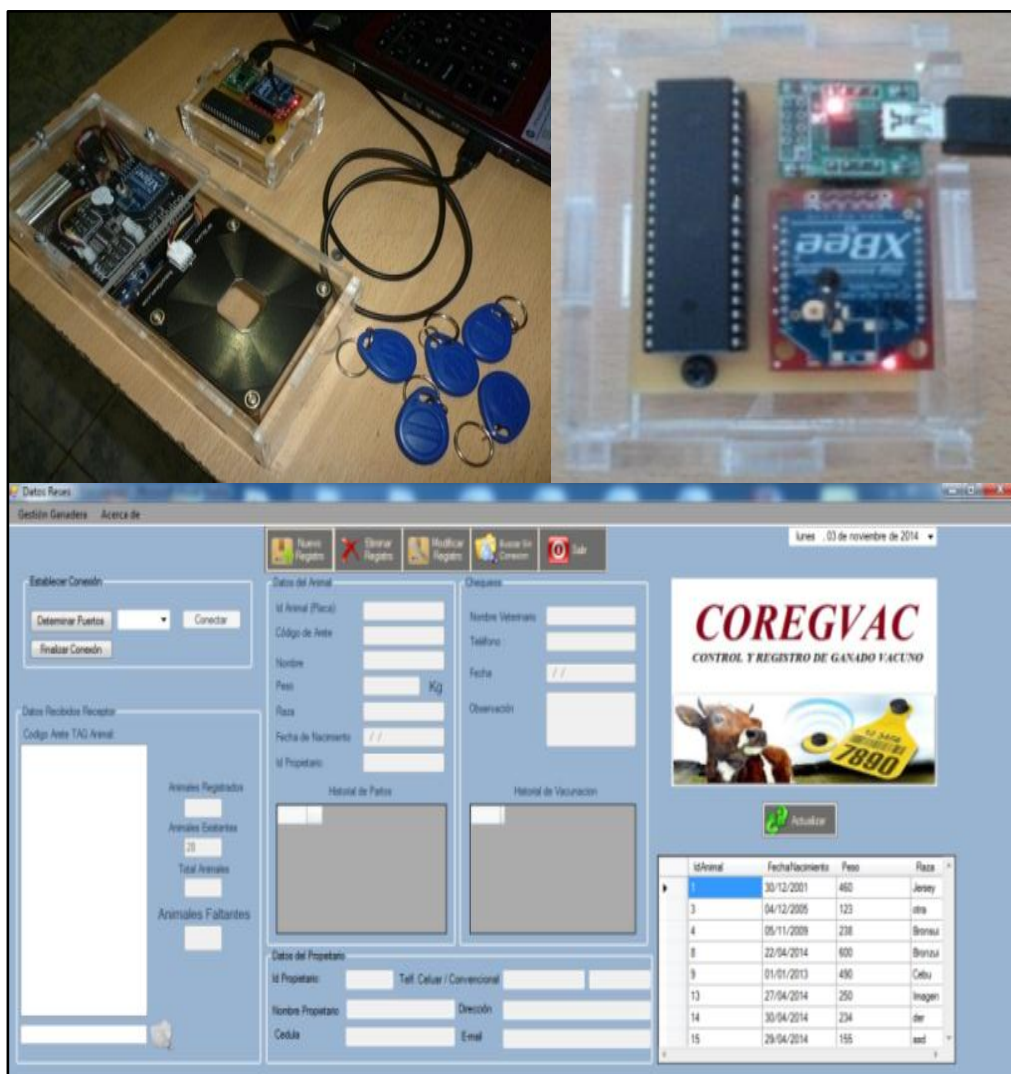 XBee
XBee
Datos Reses
Gestión Ganadera Acerca de
Nuevo Registro
Eliminar Registro
Modificar Registro
Salir
lunes , 03 de noviembre de 2014
Establecer Conexión
Determinar Puertos
Conectar
Finalizar Conexión
Datos Recibidos Receptor
Codigo Arete TAG Animal:
Animales Registrados
Animales Existentes
28
Total Animales
Animales Faltantes
Datos del Animal
Id Animal (Placa)
Código de Arete
Nombre
Peso
Kg
Raza
Fecha de Nacimiento
/ /
Id Propietario
Historial de Partos
Chequeos
Nombre Veterinario
Teléfono
Fecha
/ /
Observación
Historial de Vacunacion
Datos del Propietario
Id Propietario
Telf. Celular / Convencional
Nombre Propietario
Dirección
Cedula
E-mail
COREGVAC
CONTROL Y REGISTRO DE GANADO VACUNO
12 3456
7890
Actualizar
IdAnimal FechaNacimiento Peso Raza
1 30/12/2001 460 Jersey
3 04/12/2005 123 otra
4 05/11/2009 238 Bronsui
8 22/04/2014 600 Bronzui
9 01/01/2013 490 Cebu
13 27/04/2014 250 Imagen
14 30/04/2014 234 der
15 29/04/2014 155 asd